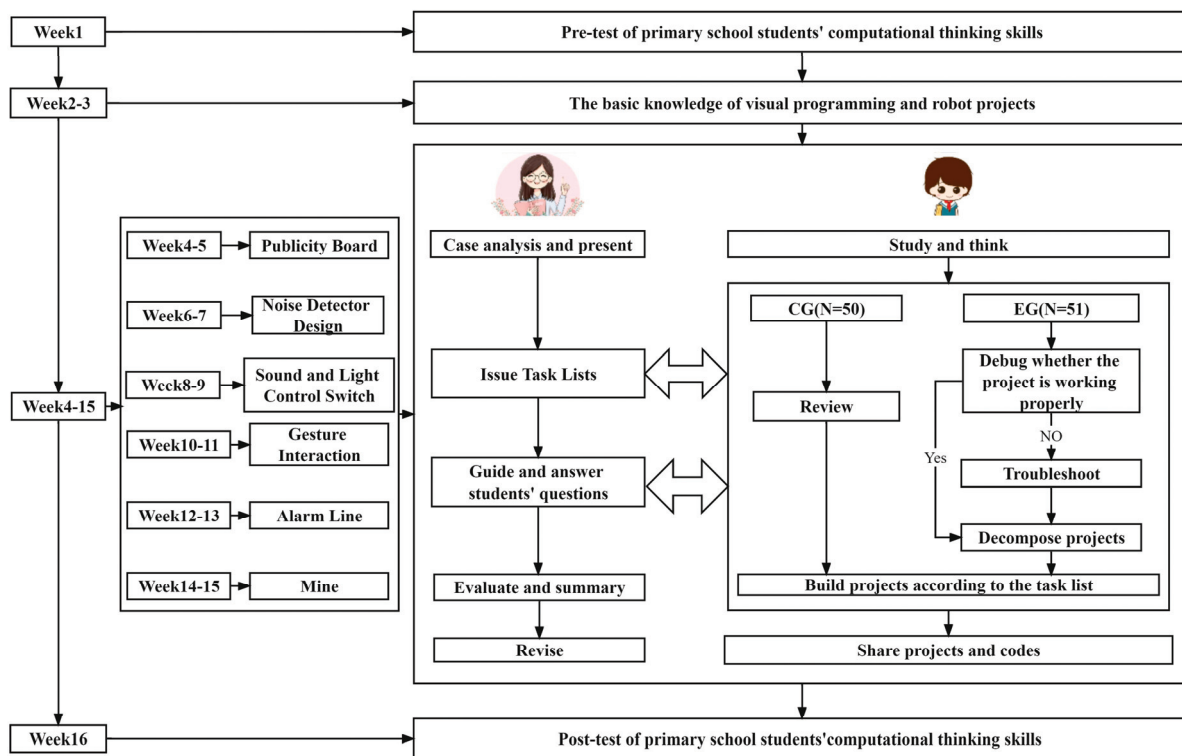 Week1
Pre-test of primary school students' computational thinking skills
Week2-3
The basic knowledge of visual programming and robot projects
Week4-15
Week4-5
Publicity Board
Week6-7
Noise Detector
Design
Wcck8-9
Sound and Light
Control Switch
Week10-11
Gesture
Interaction
Week12-13
Alarm Line
Week14-15
Mine
Case analysis and present
Issue Task Lists
Guide and answer
students' questions
Evaluate and summary
Revise
Study and think
CG(N=50)
Review
EG(N=51)
Debug whether the
project is working
properly
NO
Yes
Troubleshoot
Decompose projects
Build projects according to the task list
Share projects and codes
Week16
Post-test of primary school students'computational thinking skills